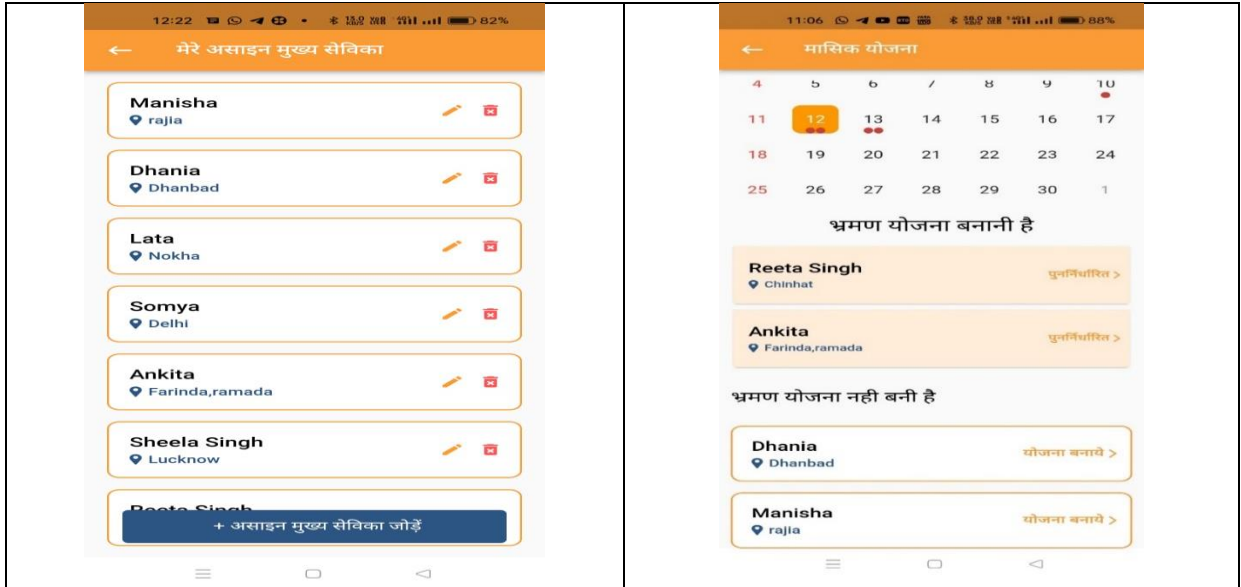 12:22 82%
← मेरे असाइन मुख्य सेविका
Manisha
rajia
Dhania
Dhanbad
Lata
Nokha
Somya
Delhi
Ankita
Farinda,ramada
Sheela Singh
Lucknow
Reeta Singh
+ असाइन मुख्य सेविका जोड़ें
11:06 88%
← मासिक योजना
4 5 6 7 8 9 10
11 12 13 14 15 16 17
18 19 20 21 22 23 24
25 26 27 28 29 30 1
भ्रमण योजना बनानी है
Reeta Singh
Chinhat
पुनर्निर्धारित >
Ankita
Farinda,ramada
पुनर्निर्धारित >
भ्रमण योजना नही बनी है
Dhania
Dhanbad
योजना बनाये >
Manisha
rajia
योजना बनाये >